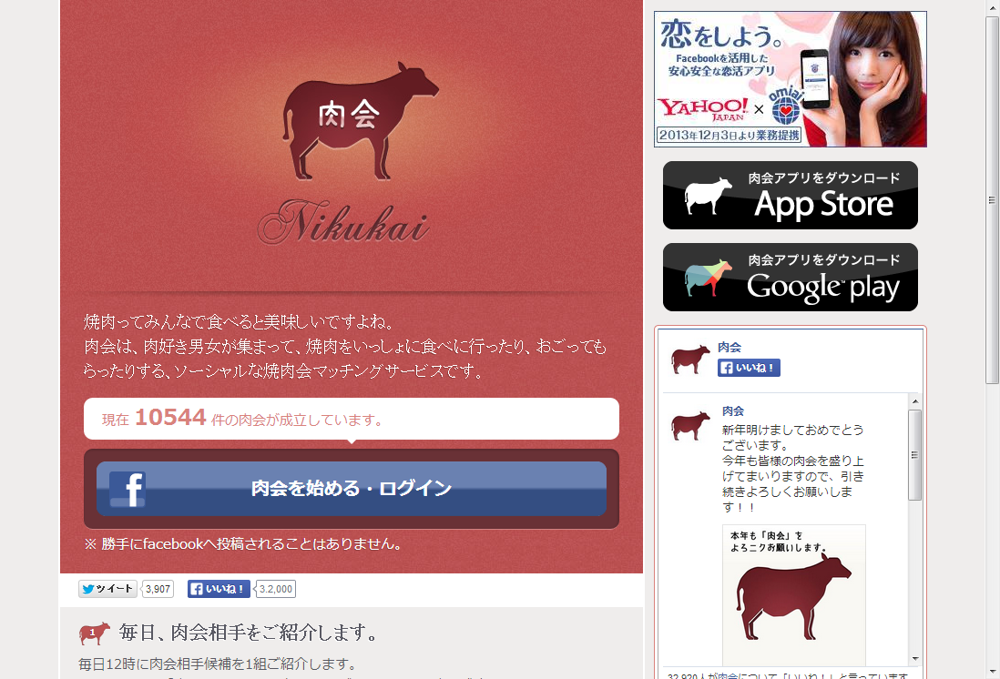 肉会
Nikukai
焼肉ってみんなで食べると美味しいですよね。
肉会は、肉好き男女が集まって、焼肉をいっしょに食べに行ったり、おごっても
らったりする、ソーシャルな焼肉会マッチングサービスです。
現在 10544 件の肉会が成立しています。
f 肉会を始める・ログイン
※ 勝手にfacebookへ投稿されることはありません。
ツイート 3,907 いいね！ 3.2,000
1 毎日、肉会相手をご紹介します。
毎日12時に肉会相手候補を1組ご紹介します。
恋をしよう。
Facebookを活用した
安心安全な恋活アプリ
YAHOO! JAPAN × omiai
2013年12月3日より業務提携
肉会アプリをダウンロード
App Store
肉会アプリをダウンロード
Google play
肉会
いいね！
肉会
新年明けましておめでとう
ございます。
今年も皆様の肉会を盛り上
げてまいりますので、引き
続きよろしくお願いしま
す！！
本年も「肉会」を
よろニクお願いします。
32,920人が肉会について「いいね！」と言っています